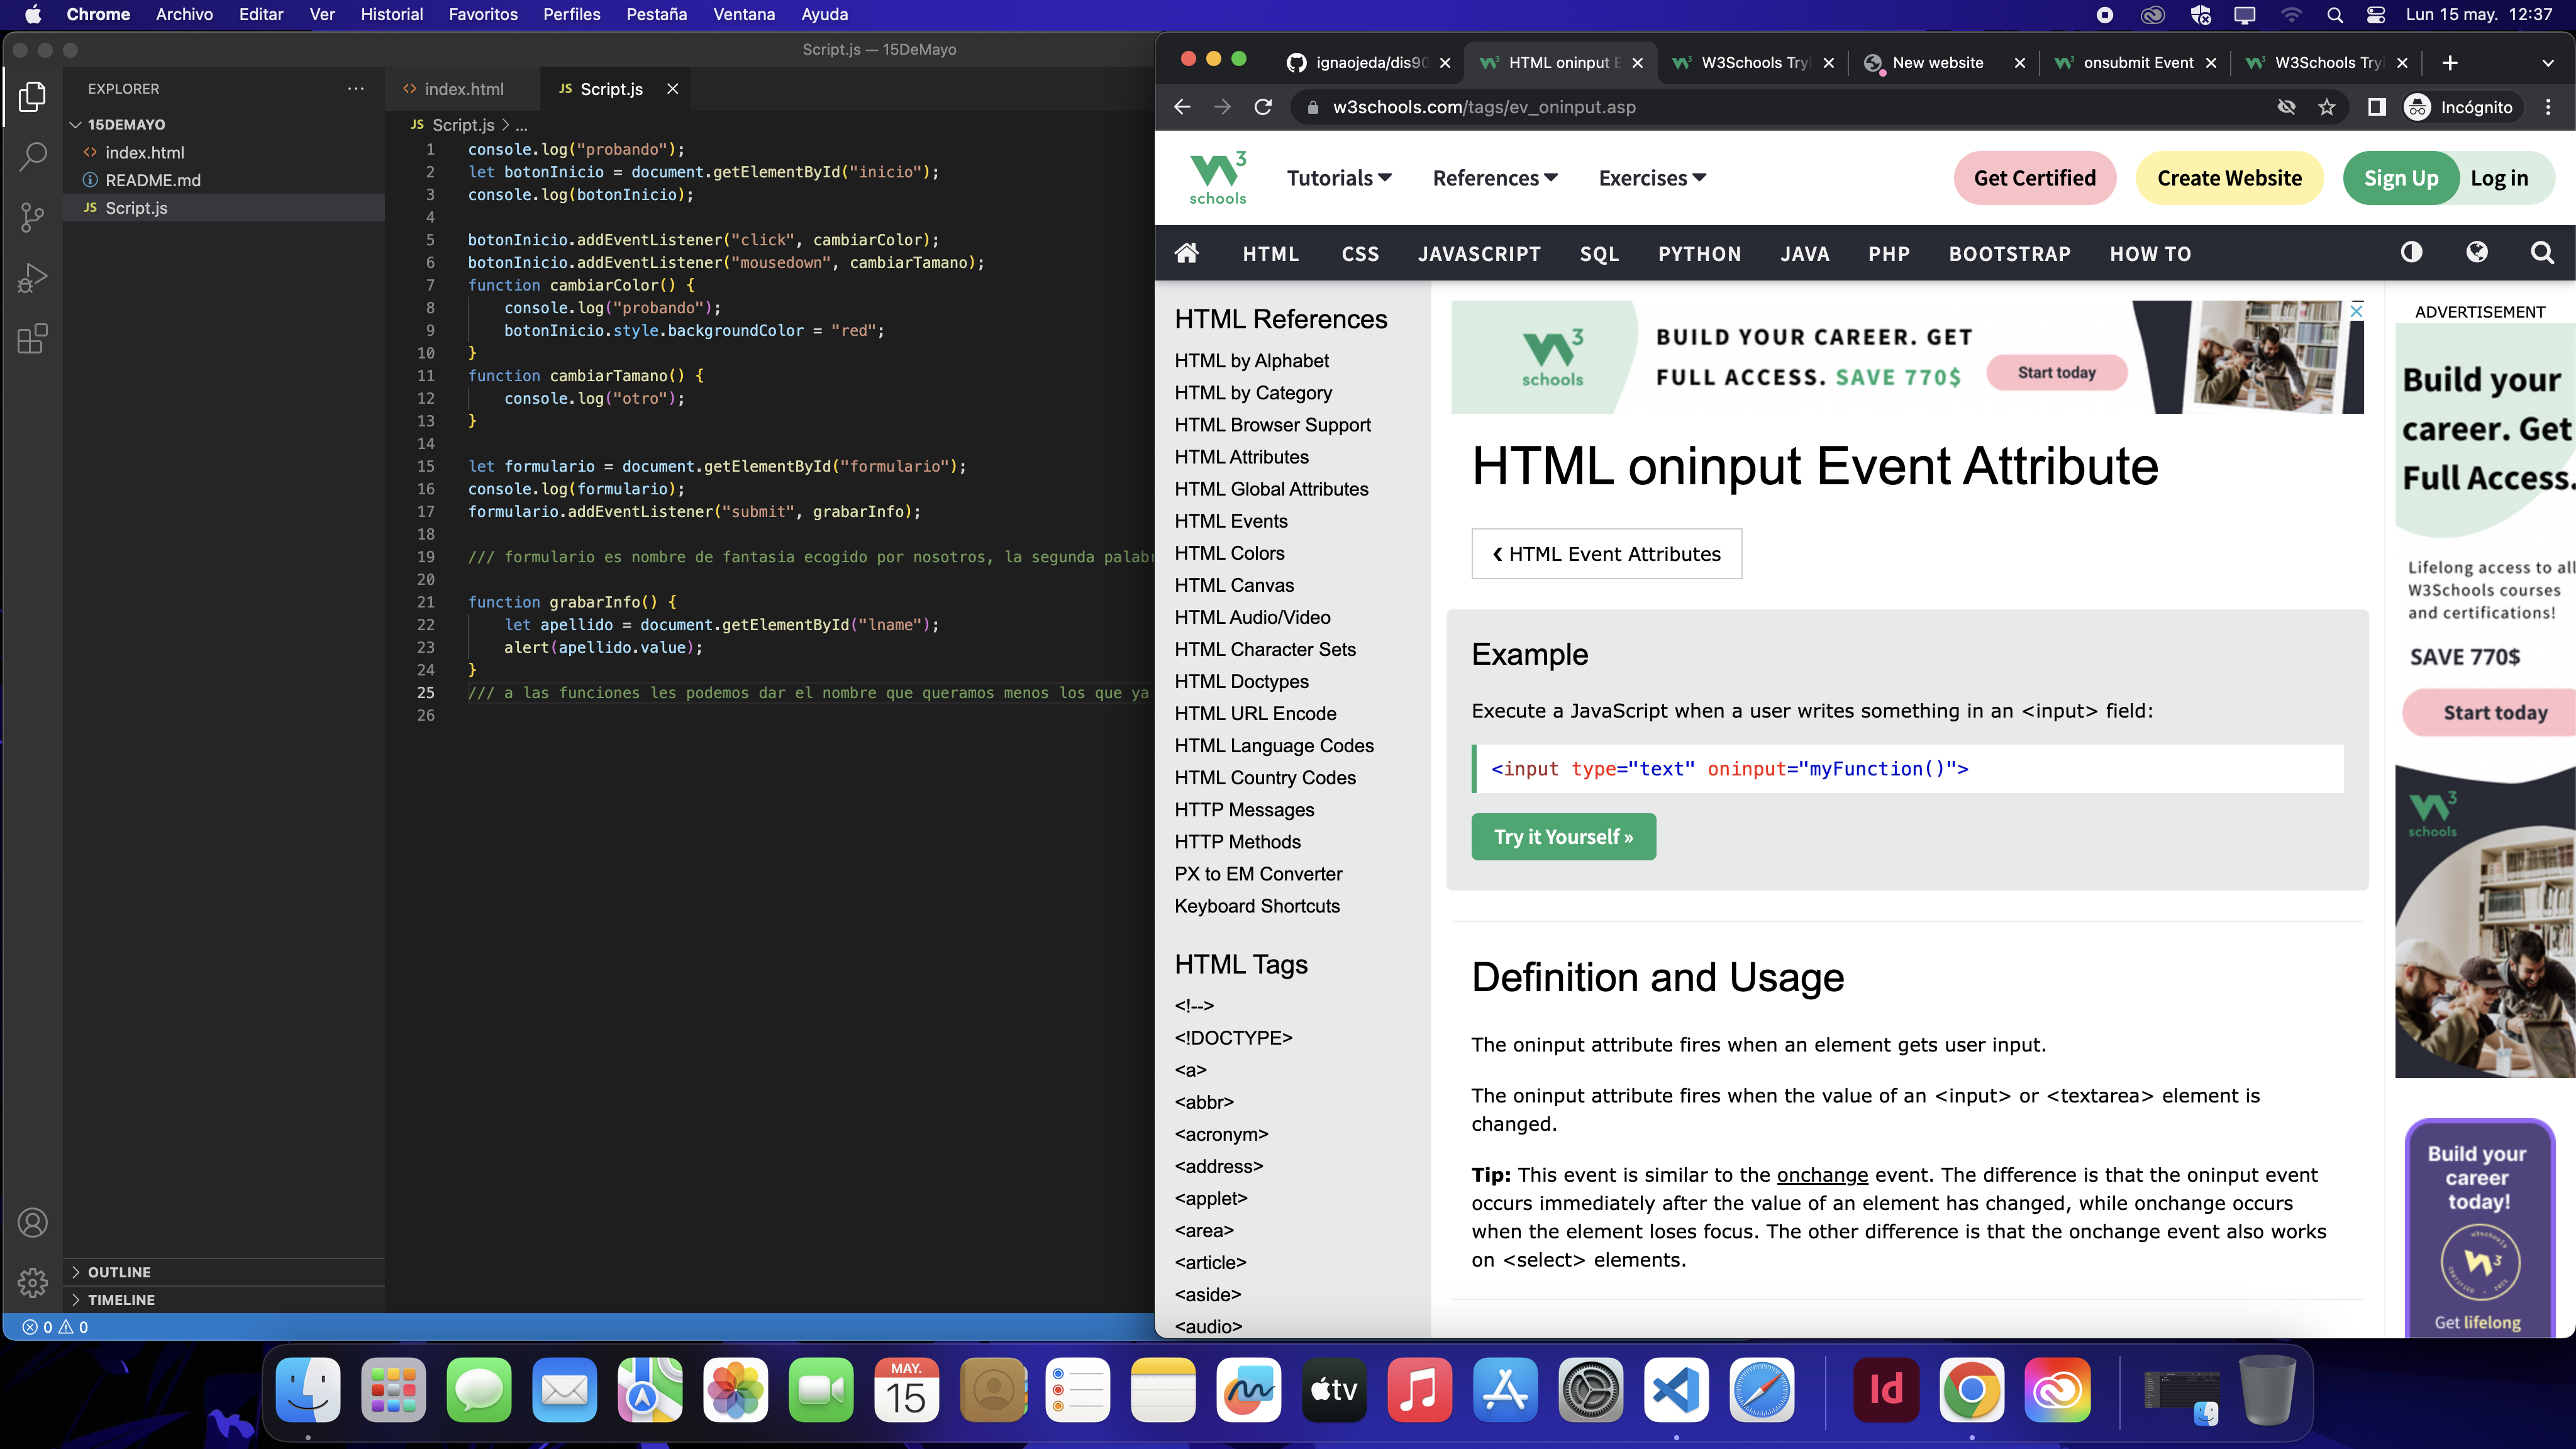 Chrome Archivo Editar Ver Historial Favoritos Perfiles Pestaña Ventana Ayuda
Lun 15 may. 12:37
Script.js — 15DeMayo
EXPLORER
15DEMAYO
index.html
README.md
Script.js
OUTLINE
TIMELINE
0 0
index.html
JS Script.js
JS Script.js > ...
1 console.log("probando");
2 let botonInicio = document.getElementById("inicio");
3 console.log(botonInicio);
4
5 botonInicio.addEventListener("click", cambiarColor);
6 botonInicio.addEventListener("mousedown", cambiarTamano);
7 function cambiarColor() {
8 console.log("probando");
9 botonInicio.style.backgroundColor = "red";
10 }
11 function cambiarTamano() {
12 console.log("otro");
13 }
14
15 let formulario = document.getElementById("formulario");
16 console.log(formulario);
17 formulario.addEventListener("submit", grabarInfo);
18
19 /// formulario es nombre de fantasia ecogido por nosotros, la segunda palabr
20
21 function grabarInfo() {
22 let apellido = document.getElementById("lname");
23 alert(apellido.value);
24 }
25 /// a las funciones les podemos dar el nombre que queramos menos los que ya
26
ignaojeda/dis90
HTML oninput E
W3Schools Tryi
New website
onsubmit Event
W3Schools Tryi
w3schools.com/tags/ev_oninput.asp
Incógnito
W3 schools
Tutorials References Exercises
Get Certified
Create Website
Sign Up
Log in
HTML CSS JAVASCRIPT SQL PYTHON JAVA PHP BOOTSTRAP HOW TO
HTML References
HTML by Alphabet
HTML by Category
HTML Browser Support
HTML Attributes
HTML Global Attributes
HTML Events
HTML Colors
HTML Canvas
HTML Audio/Video
HTML Character Sets
HTML Doctypes
HTML URL Encode
HTML Language Codes
HTML Country Codes
HTTP Messages
HTTP Methods
PX to EM Converter
Keyboard Shortcuts
HTML Tags
<!-->
<!DOCTYPE>
<a>
<abbr>
<acronym>
<address>
<applet>
<area>
<article>
<aside>
<audio>
W3 schools
BUILD YOUR CAREER. GET
FULL ACCESS. SAVE 770$
Start today
HTML oninput Event Attribute
❮ HTML Event Attributes
Example
Execute a JavaScript when a user writes something in an <input> field:
<input type="text" oninput="myFunction()">
Try it Yourself »
Definition and Usage
The oninput attribute fires when an element gets user input.
The oninput attribute fires when the value of an <input> or <textarea> element is
changed.
Tip: This event is similar to the onchange event. The difference is that the oninput event
occurs immediately after the value of an element has changed, while onchange occurs
when the element loses focus. The other difference is that the onchange event also works
on <select> elements.
ADVERTISEMENT
Build your
career. Get
Full Access.
Lifelong access to all
W3Schools courses
and certifications!
SAVE 770$
Start today
W3 schools
Build your
career
today!
W3
Get lifelong
MAY.
15
tv
Id